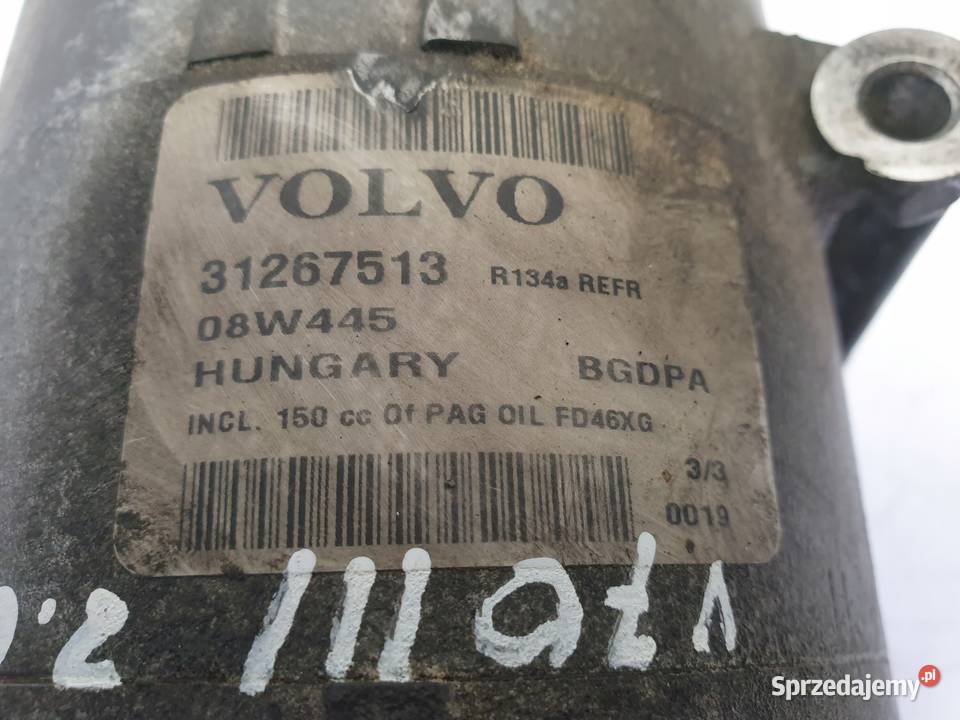 VOLVO
31267513 R134a REFR
08W445
HUNGARY BGDPA
INCL. 150 cc Of PAG OIL FD46XG
3/3
0019
Sprzedajemy.pl